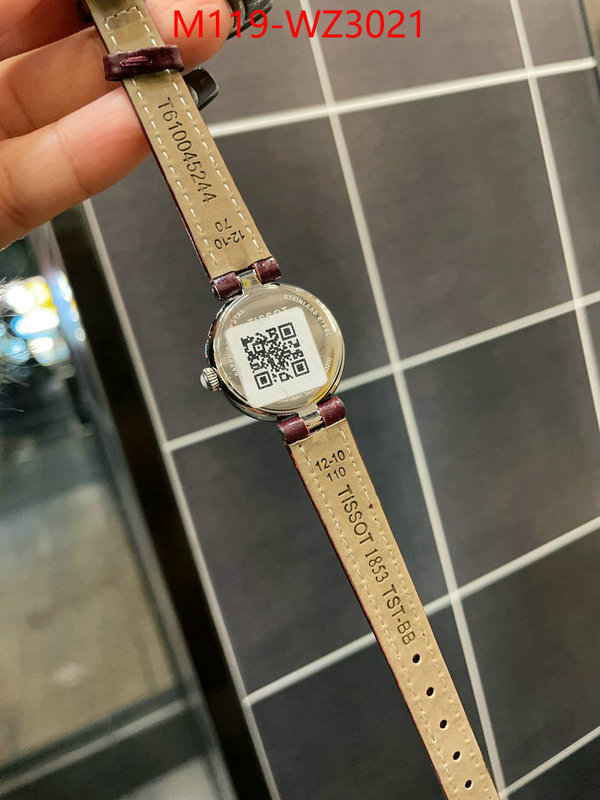 M119-WZ3021
T610045244
12-10
70
STAINLESS STEEL
TISSOT
12-10
110
TISSOT 1853 TST-BB